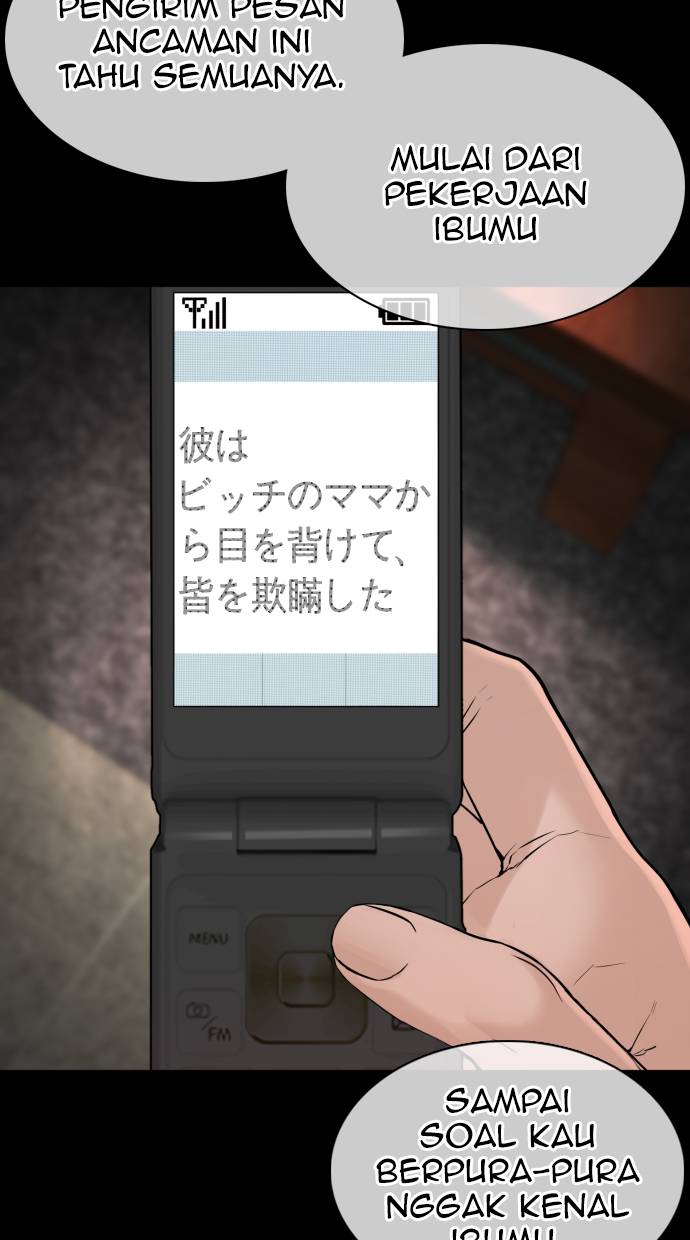 PENGIRIM PESAN
ANCAMAN INI
TAHU SEMUANYA.
MULAI DARI
PEKERJAAN
IBUMU
彼は
ビッチのママか
ら目を背けて、
皆を欺瞞した
MENU
/FM
SAMPAI
SOAL KAU
BERPURA-PURA
NGGAK KENAL
IBUMU